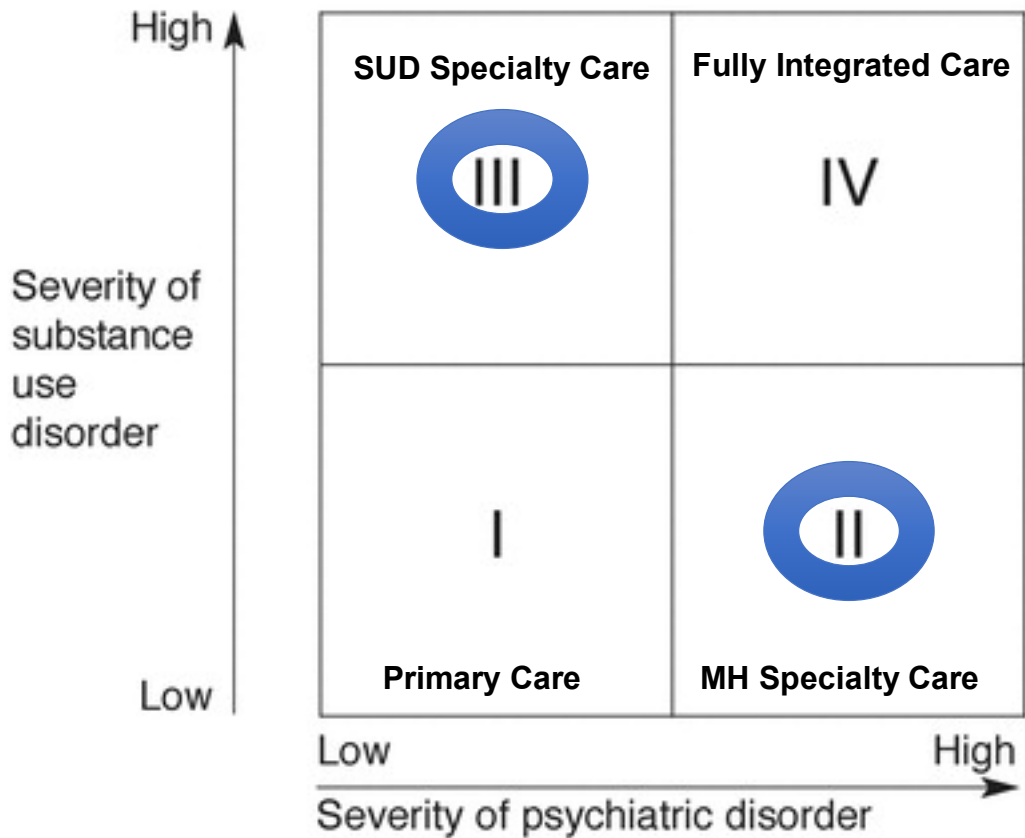 High
SUD Specialty Care
Fully Integrated Care
III
IV
Severity of
substance
use
disorder
I
II
Primary Care
MH Specialty Care
Low
Low
High
Severity of psychiatric disorder